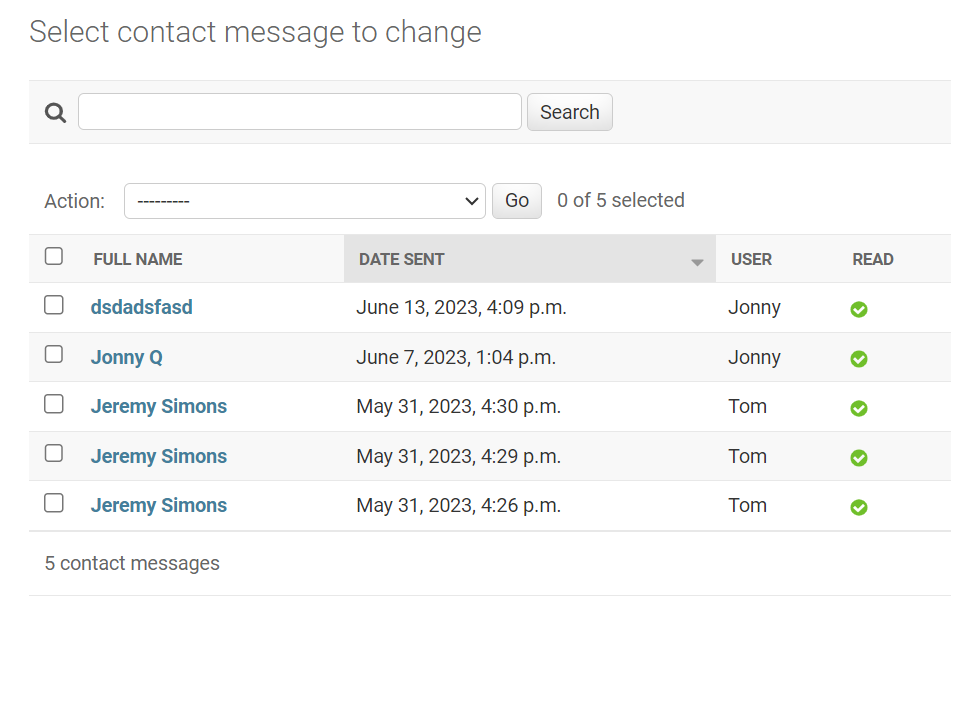 Select contact message to change
Search
Action: --------- Go 0 of 5 selected
FULL NAME DATE SENT USER READ
dsdadsfasd June 13, 2023, 4:09 p.m. Jonny
Jonny Q June 7, 2023, 1:04 p.m. Jonny
Jeremy Simons May 31, 2023, 4:30 p.m. Tom
Jeremy Simons May 31, 2023, 4:29 p.m. Tom
Jeremy Simons May 31, 2023, 4:26 p.m. Tom
5 contact messages